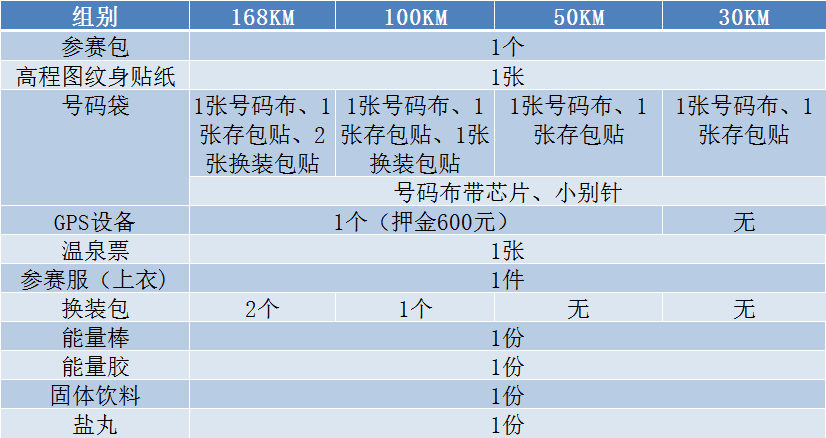 组别 168KM 100KM 50KM 30KM
参赛包 1个
高程图纹身贴纸 1张
号码袋 1张号码布、1 1张号码布、1 1张号码布、1 1张号码布、1
张存包贴、2 张存包贴、1张 张存包贴 张存包贴
张换装包贴 换装包贴
号码布带芯片、小别针
GPS设备 1个（押金600元） 无
温泉票 1张
参赛服（上衣) 1件
换装包 2个 1个 无 无
能量棒 1份
能量胶 1份
固体饮料 1份
盐丸 1份